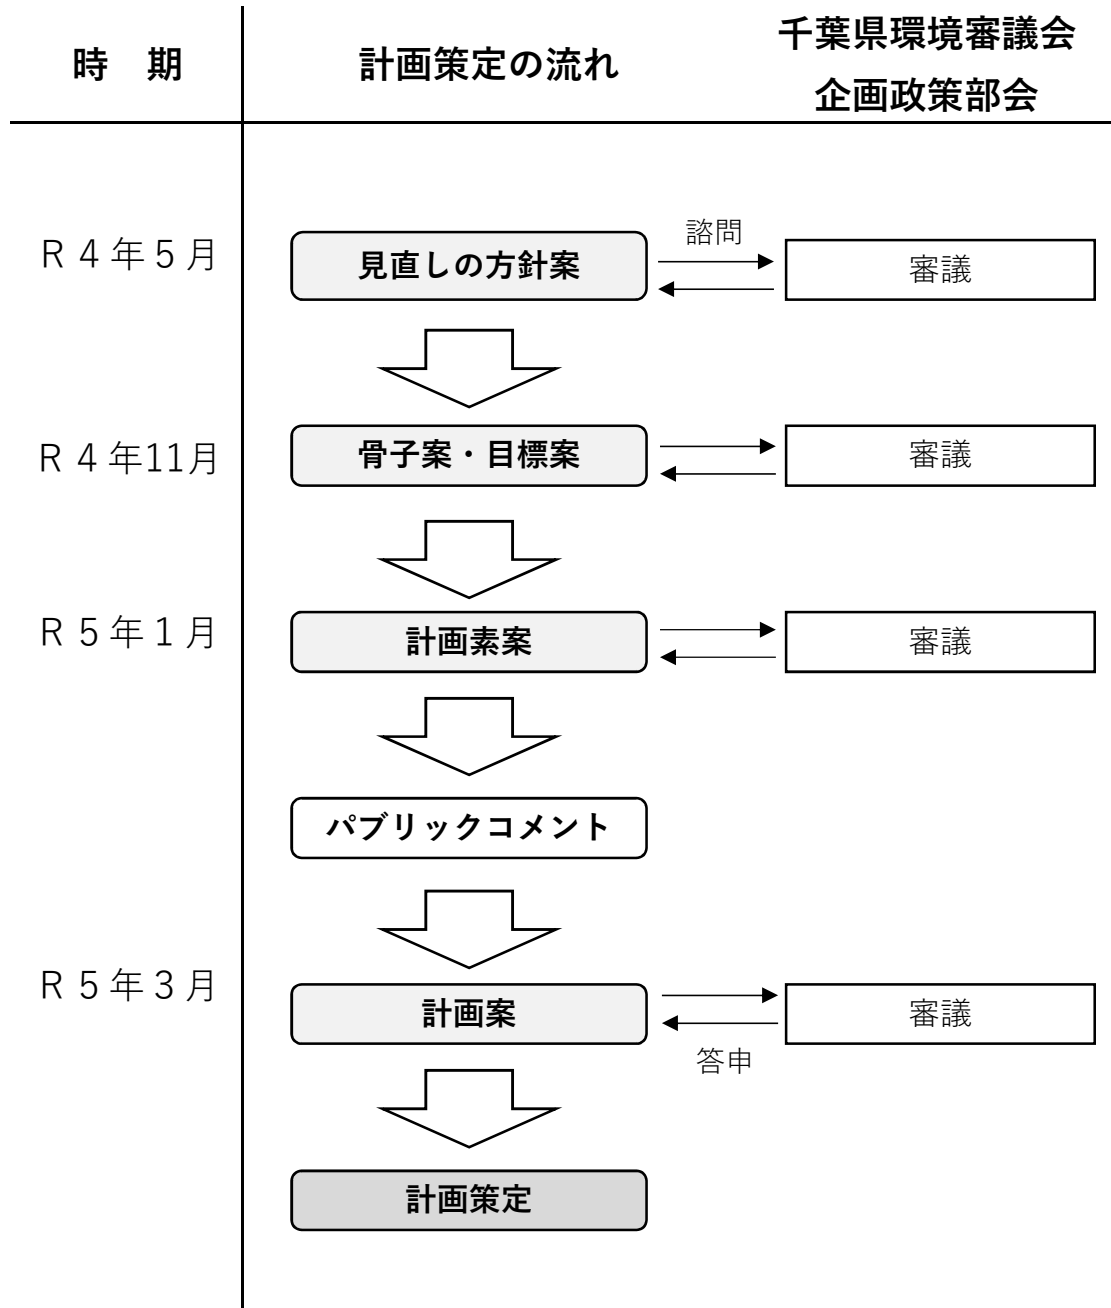 時　期
計画策定の流れ
千葉県環境審議会
企画政策部会
Ｒ４年５月
見直しの方針案
諮問
審議
Ｒ４年11月
骨子案・目標案
審議
Ｒ５年１月
計画素案
審議
パブリックコメント
Ｒ５年３月
計画案
審議
答申
計画策定